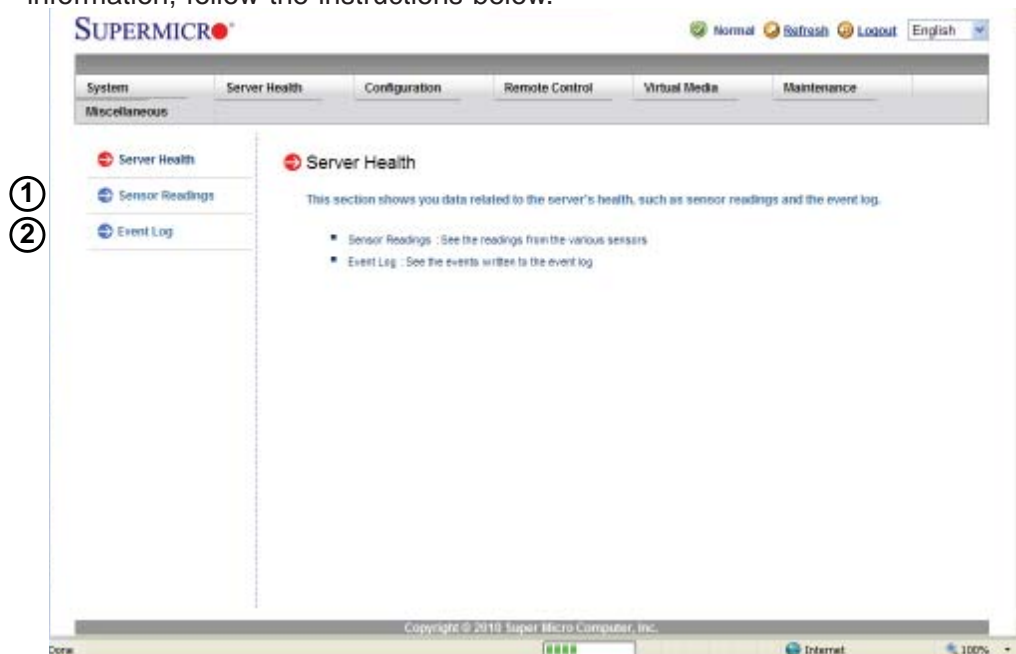 information, follow the instructions below.
SUPERMICRO
Normal Refresh Logout English
System Server Health Configuration Remote Control Virtual Media Maintenance
Miscellaneous
Server Health
① Sensor Readings
② Event Log
Server Health
This section shows you data related to the server's health, such as sensor readings and the event log.
Sensor Readings : See the readings from the various sensors
Event Log : See the events written to the event log
Copyright © 2010 Super Micro Computer, Inc.
Done Internet 100%